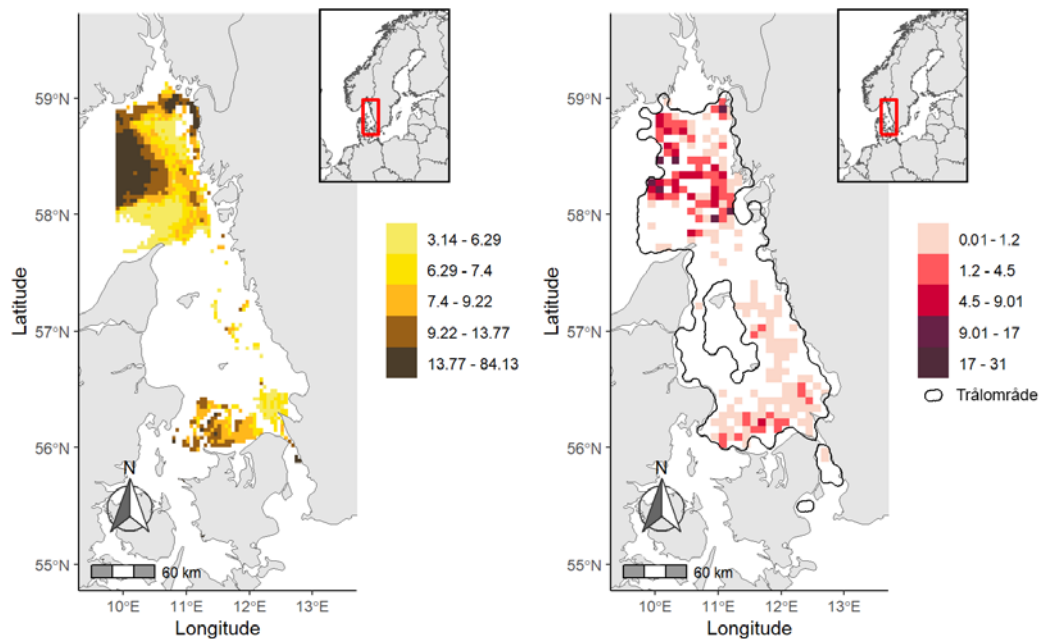 59°N
58°N
57°N
56°N
55°N
Latitude
10°E 11°E 12°E 13°E
Longitude
N
60 km
3.14 - 6.29
6.29 - 7.4
7.4 - 9.22
9.22 - 13.77
13.77 - 84.13
59°N
58°N
57°N
56°N
55°N
Latitude
10°E 11°E 12°E 13°E
Longitude
N
60 km
0.01 - 1.2
1.2 - 4.5
4.5 - 9.01
9.01 - 17
17 - 31
Trålområde